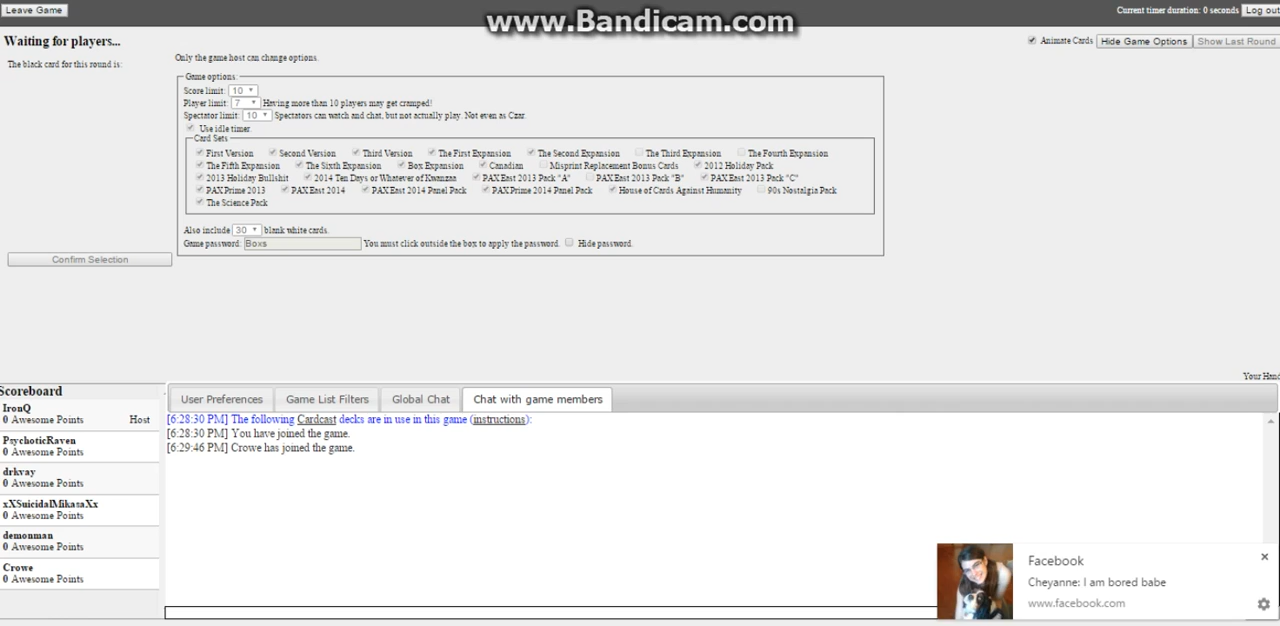 Leave Game
www.Bandicam.com
Current timer duration: 0 seconds Log out
Waiting for players...
Animate Cards Hide Game Options Show Last Round
The black card for this round is:
Only the game host can change options.
Game options:
Score limit: 10
Player limit: 7 Having more than 10 players may get cramped!
Spectator limit: 10 Spectators can watch and chat, but not actually play. Not even as Czar.
Use idle timer.
Card Sets
First Version Second Version Third Version The First Expansion The Second Expansion The Third Expansion The Fourth Expansion
The Fifth Expansion The Sixth Expansion Box Expansion Canadian Misprint Replacement Bonus Cards 2012 Holiday Pack
2013 Holiday Bullshit 2014 Ten Days or Whatever of Kwanzaa PAX East 2013 Pack "A" PAX East 2013 Pack "B" PAX East 2013 Pack "C"
PAX Prime 2013 PAX East 2014 PAX East 2014 Panel Pack PAX Prime 2014 Panel Pack House of Cards Against Humanity 90s Nostalgia Pack
The Science Pack
Also include 30 blank white cards.
Game password: Boxs You must click outside the box to apply the password. Hide password.
Confirm Selection
Your Hand
Scoreboard
IronQ
0 Awesome Points Host
PsychoticRaven
0 Awesome Points
drkvay
0 Awesome Points
xXSuicidalMikasaXx
0 Awesome Points
demonman
0 Awesome Points
Crowe
0 Awesome Points
User Preferences Game List Filters Global Chat Chat with game members
[6:28:30 PM] The following Cardcast decks are in use in this game (instructions):
[6:28:30 PM] You have joined the game.
[6:29:46 PM] Crowe has joined the game.
Facebook
Cheyanne: I am bored babe
www.facebook.com